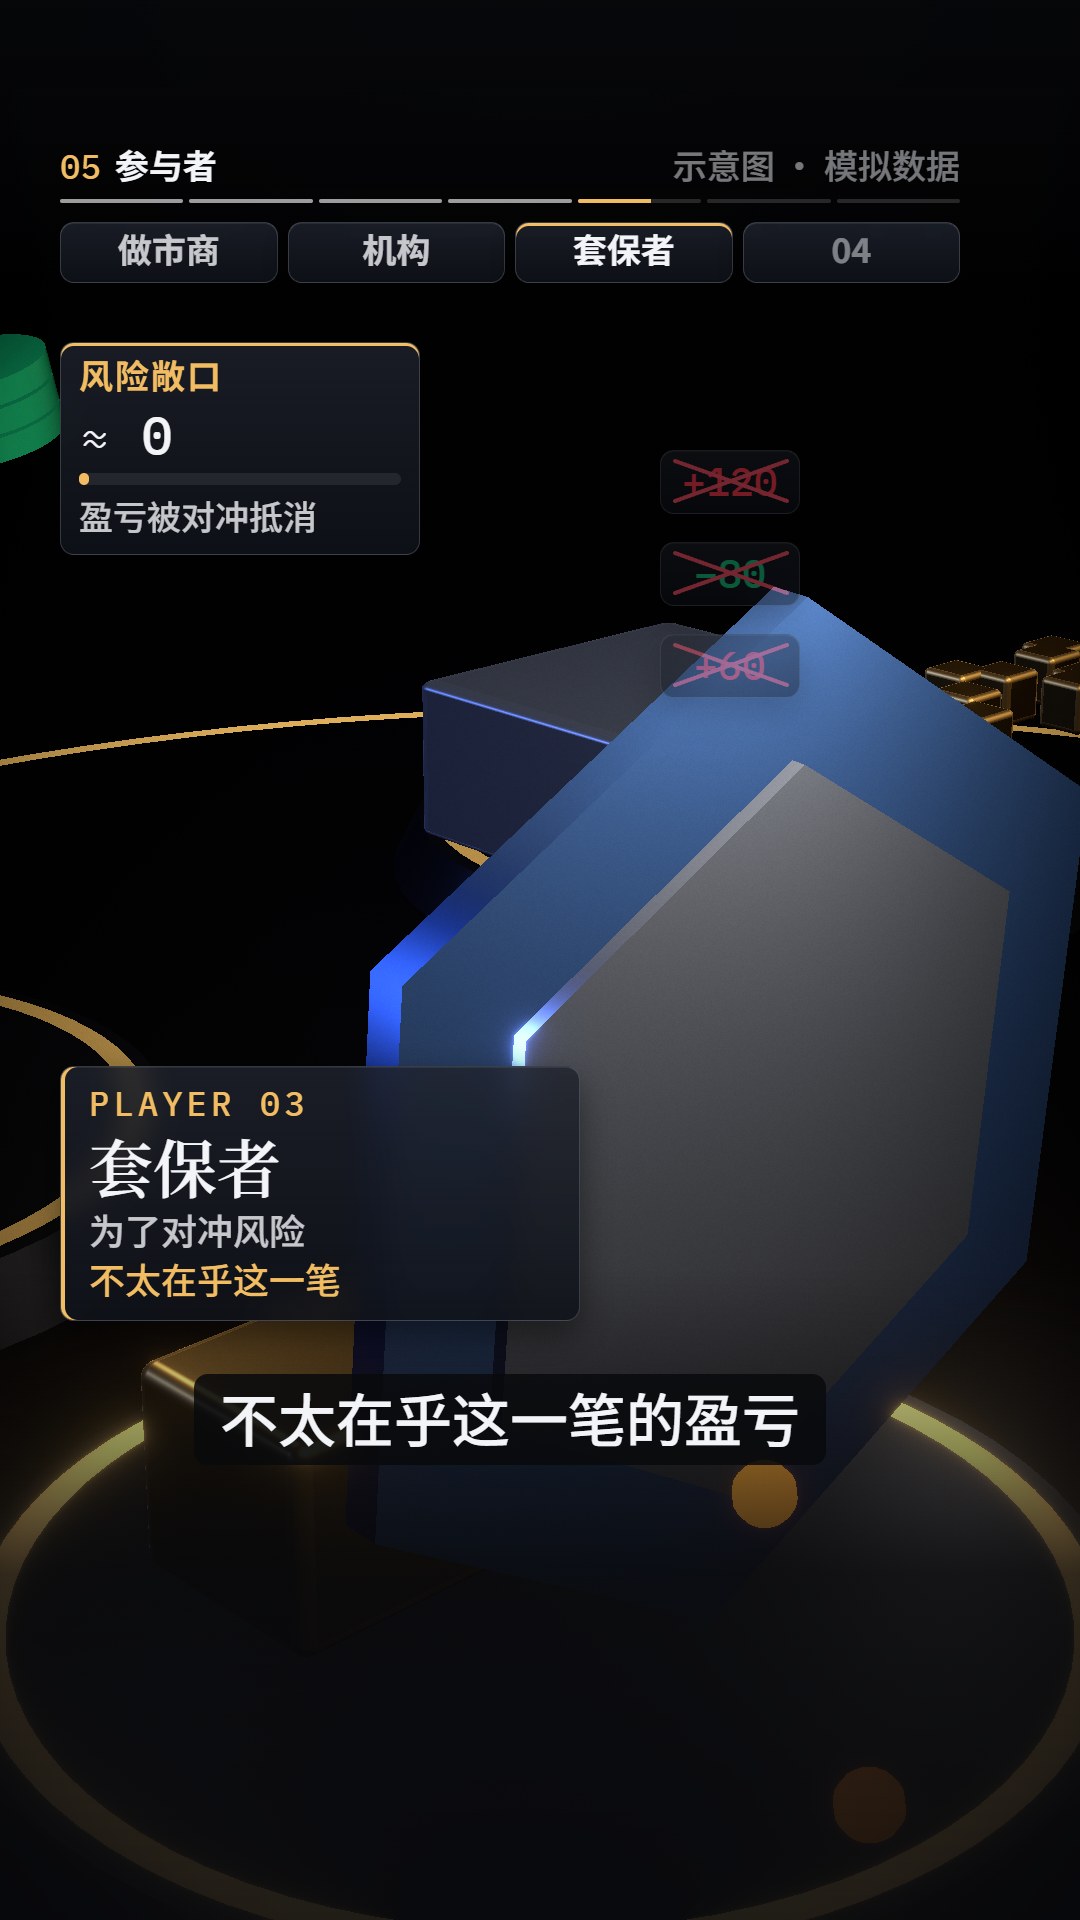 05 参与者
示意图 · 模拟数据
做市商
机构
套保者
04
风险敞口
≈ 0
盈亏被对冲抵消
+120
-80
+60
PLAYER 03
套保者
为了对冲风险
不太在乎这一笔
不太在乎这一笔的盈亏